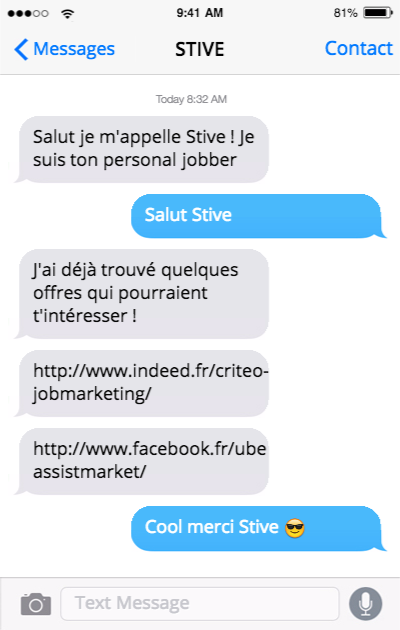 9:41 AM 81%
Messages STIVE Contact
Today 8:32 AM
Salut je m'appelle Stive ! Je
suis ton personal jobber
Salut Stive
J'ai déjà trouvé quelques
offres qui pourraient
t'intéresser !
http://www.indeed.fr/criteo-
jobmarketing/
http://www.facebook.fr/ube
assistmarket/
Cool merci Stive 😎
Text Message